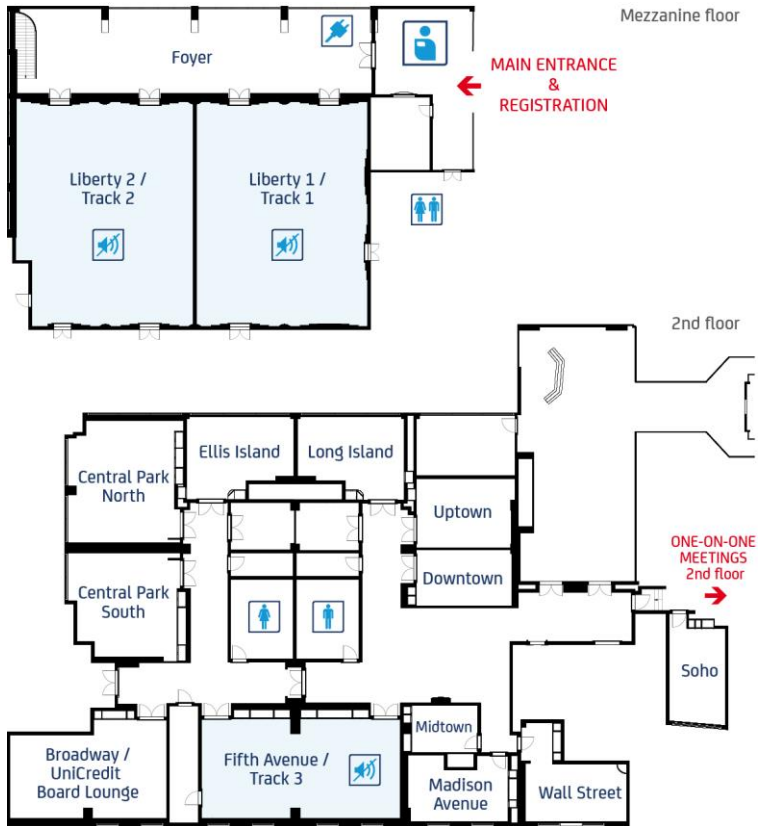 Mezzanine floor
Foyer
MAIN ENTRANCE
&
REGISTRATION
Liberty 2 /
Track 2
Liberty 1 /
Track 1
2nd floor
Ellis Island
Long Island
Central Park
North
Uptown
ONE-ON-ONE
MEETINGS
2nd floor
Downtown
Central Park
South
Soho
Midtown
Broadway /
UniCredit
Board Lounge
Fifth Avenue /
Track 3
Madison
Avenue
Wall Street